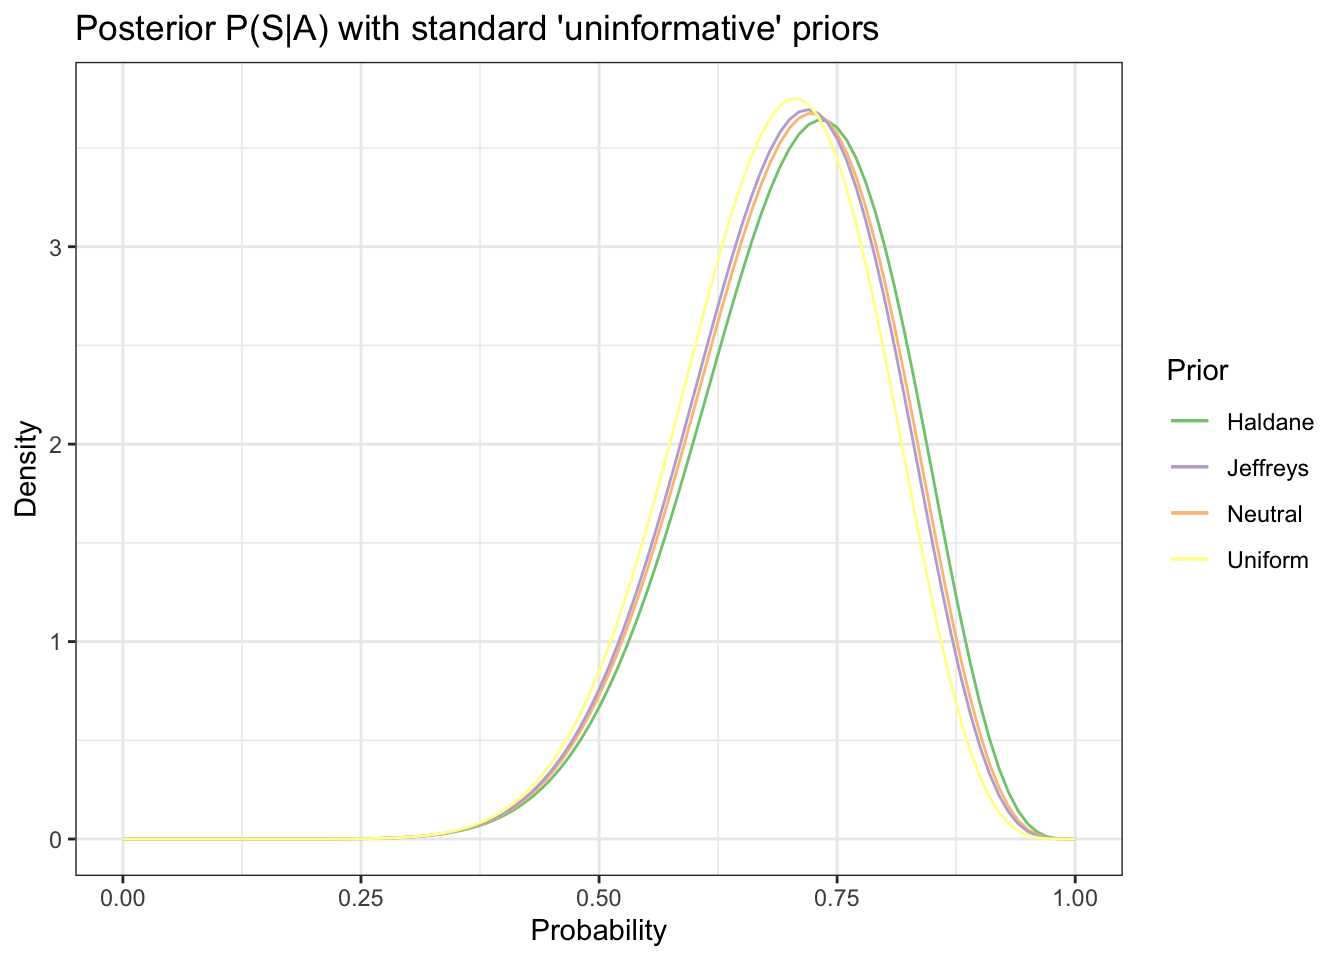 Posterior P(S|A) with standard 'uninformative' priors
3
2
1
0
Density
0.00 0.25 0.50 0.75 1.00
Probability
Prior
Haldane
Jeffreys
Neutral
Uniform